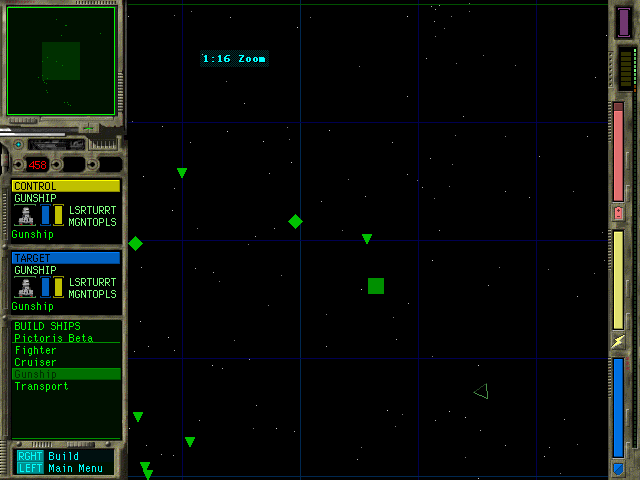 1:16 Zoom
458
CONTROL
GUNSHIP
LSRTURRT
MGNTOPLS
Gunship
TARGET
GUNSHIP
LSRTURRT
MGNTOPLS
Gunship
BUILD SHIPS
Pictoris Beta
Fighter
Cruiser
Gunship
Transport
RGHT Build
LEFT Main Menu